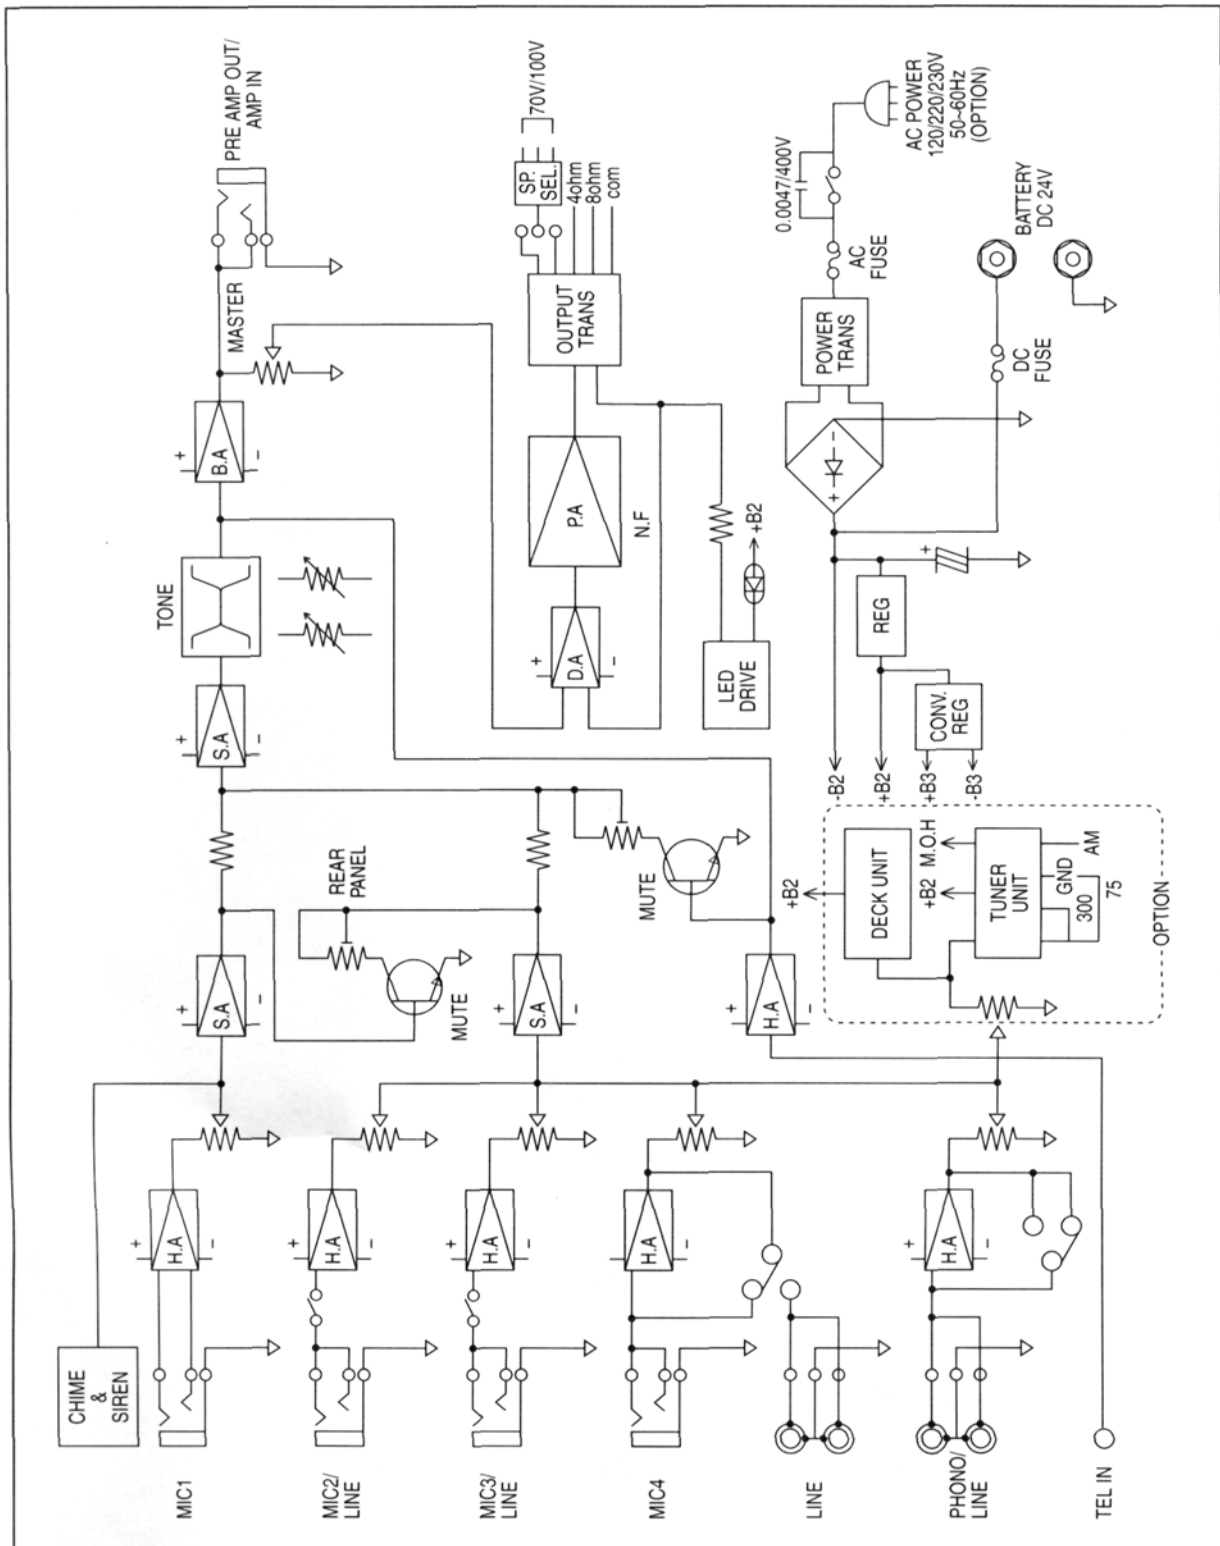 CHIME
&
SIREN
MIC1
MIC2/
LINE
MIC3/
LINE
MIC4
LINE
PHONO/
LINE
TEL IN
+
H.A
-
+
H.A
-
+
H.A
-
H.A
+
H.A
-
+
S.A
-
REAR
PANEL
MUTE
+
S.A
-
MUTE
+
H.A
-
+
S.A
-
TONE
+
B.A
-
MASTER
PRE AMP OUT/
AMP IN
+
D.A
-
P.A
N.F
OUTPUT
TRANS
SP.
SEL.
70V/100V
4ohm
8ohm
com
LED
DRIVE
+B2
0.0047/400V
AC POWER
120/220/230V
50~60Hz
(OPTION)
AC
FUSE
POWER
TRANS
+
-
BATTERY
DC 24V
DC
FUSE
+
REG
CONV.
REG
-B2
+B2
+B3
-B3
+B2
DECK UNIT
+B2
M.O.H
TUNER
UNIT
300
GND
75
AM
OPTION